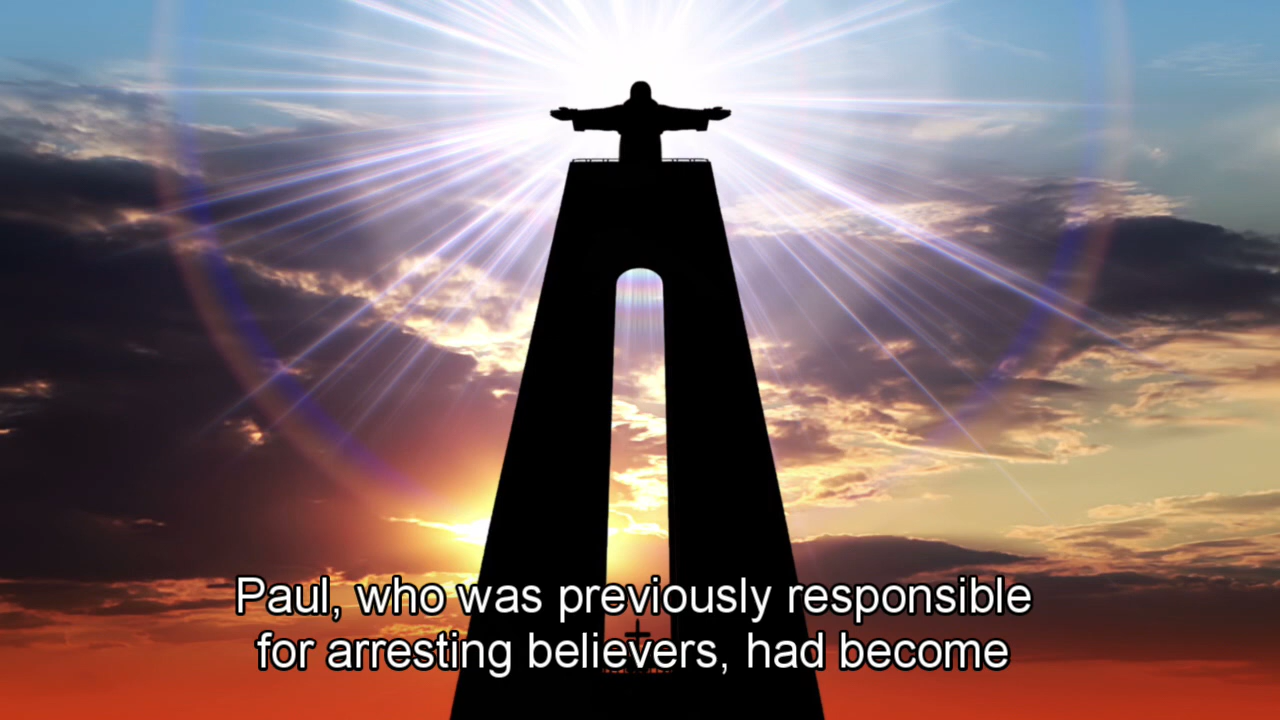 Paul, who was previously responsible
for arresting believers, had become